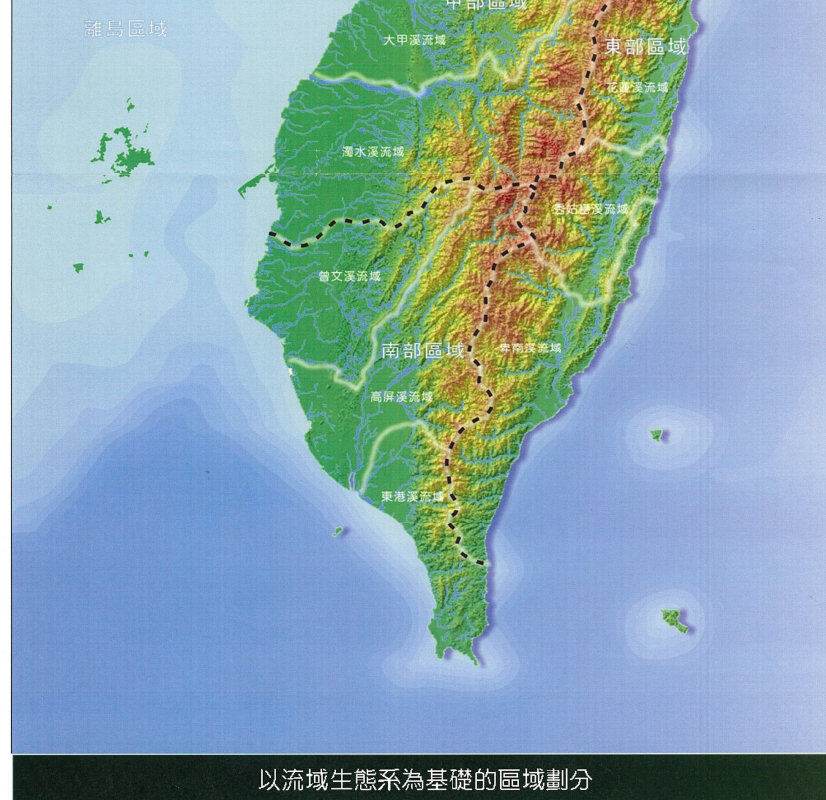 中部區域
離島區域
大甲溪流域
東部區域
花蓮溪流域
濁水溪流域
秀姑巒溪流域
曾文溪流域
南部區域
卑南溪流域
高屏溪流域
東港溪流域
以流域生態系為基礎的區域劃分